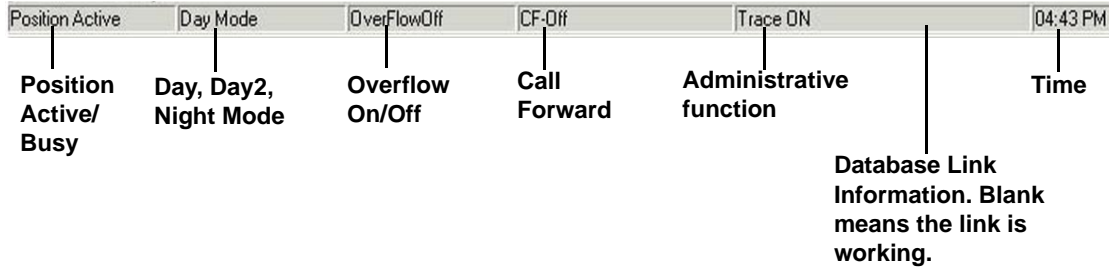 Position Active Day Mode OverFlowOff CF-Off Trace ON 04:43 PM
Position
Active/
Busy
Day, Day2,
Night Mode
Overflow
On/Off
Call
Forward
Administrative
function
Time
Database Link
Information. Blank
means the link is
working.